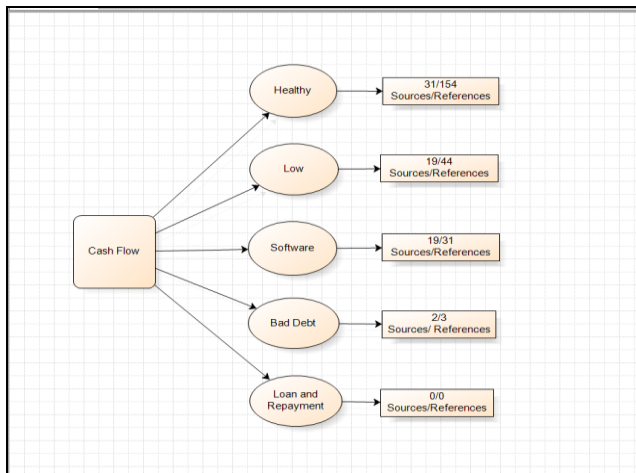 Healthy
31/154
Sources/References
Low
19/44
Sources/References
Cash Flow
Software
19/31
Sources/References
Bad Debt
2/3
Sources/ References
Loan and
Repayment
0/0
Sources/References